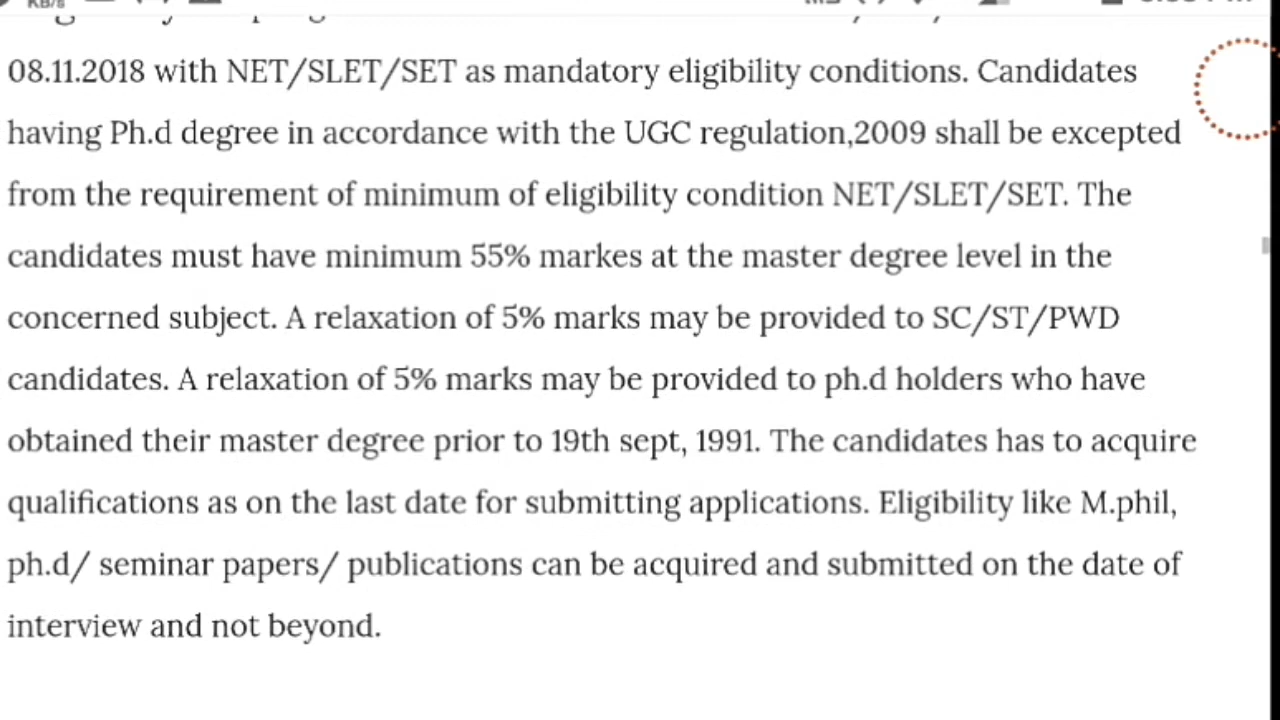 KB/s
08.11.2018 with NET/SLET/SET as mandatory eligibility conditions. Candidates
having Ph.d degree in accordance with the UGC regulation,2009 shall be excepted
from the requirement of minimum of eligibility condition NET/SLET/SET. The
candidates must have minimum 55% markes at the master degree level in the
concerned subject. A relaxation of 5% marks may be provided to SC/ST/PWD
candidates. A relaxation of 5% marks may be provided to ph.d holders who have
obtained their master degree prior to 19th sept, 1991. The candidates has to acquire
qualifications as on the last date for submitting applications. Eligibility like M.phil,
ph.d/ seminar papers/ publications can be acquired and submitted on the date of
interview and not beyond.